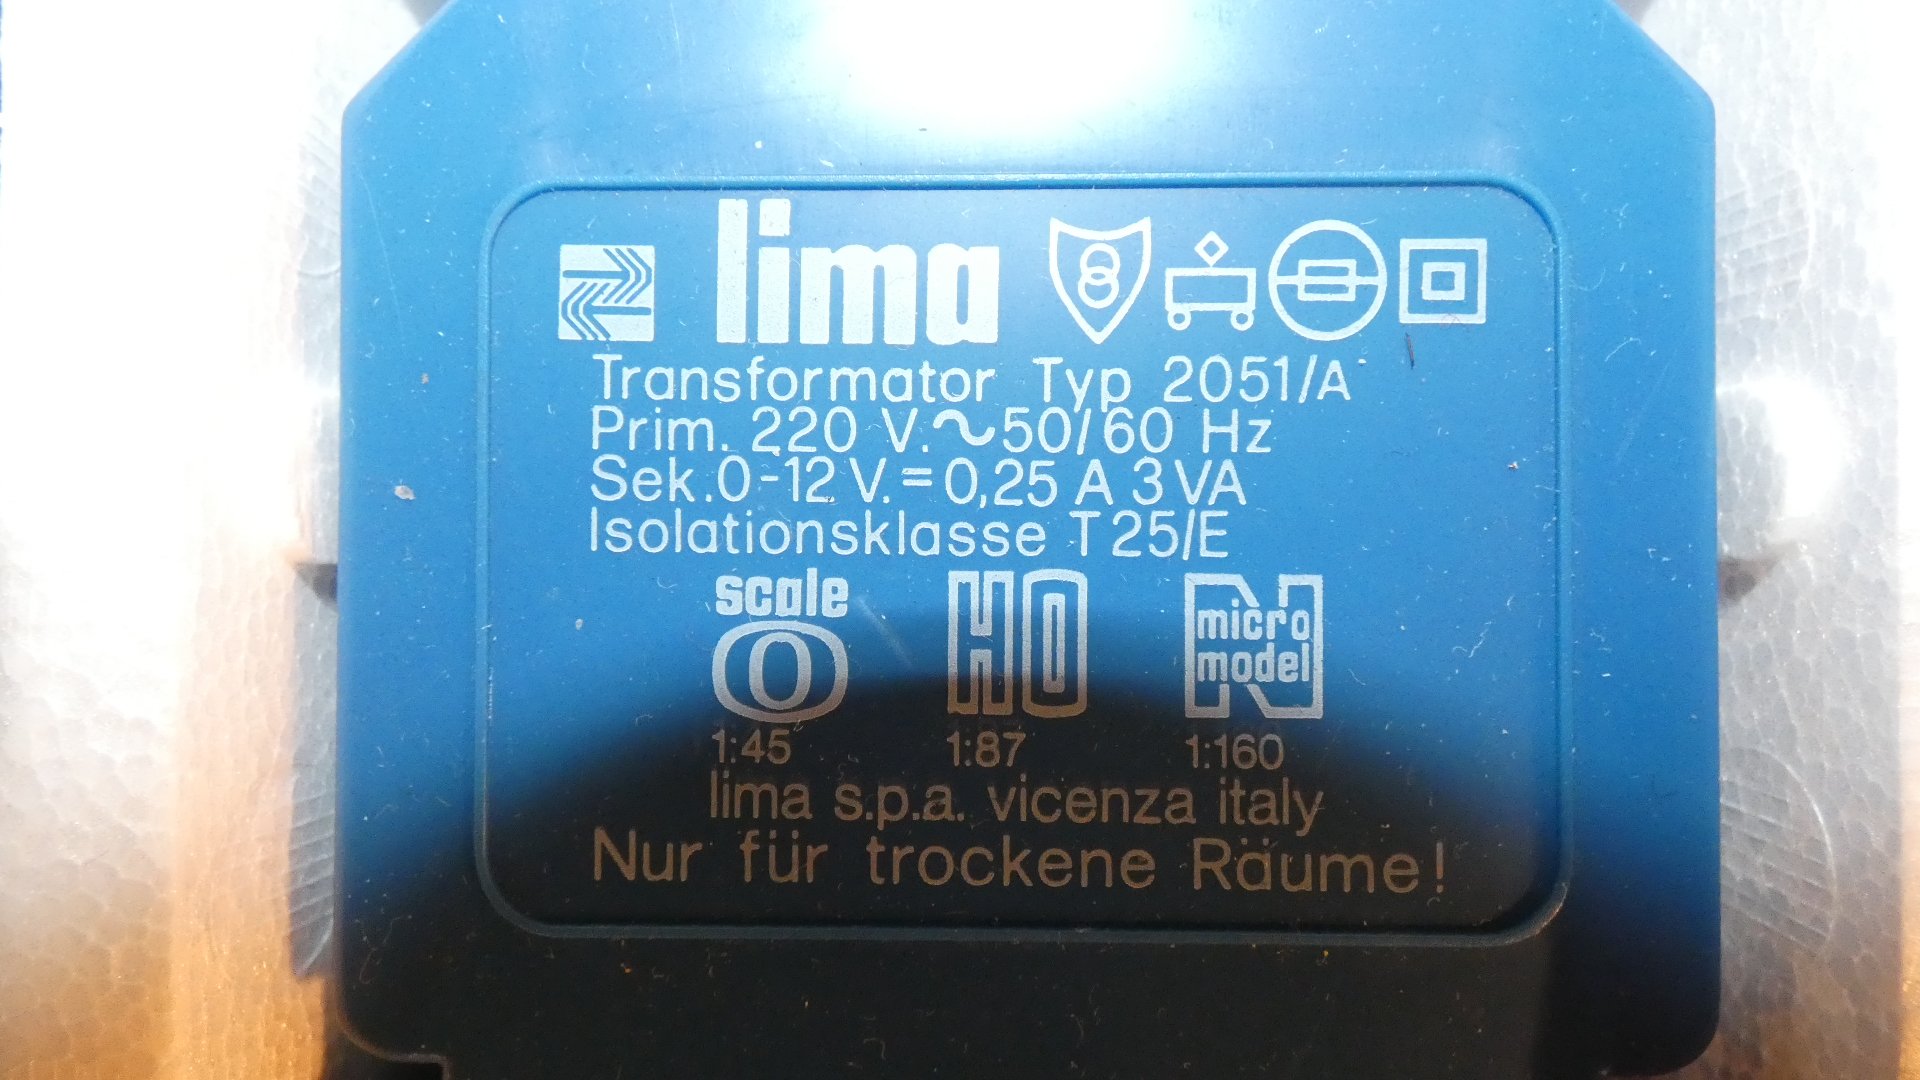 lima
Transformator Typ 2051/A
Prim. 220 V.~50/60 Hz
Sek.0-12 V.=0,25 A 3 VA
Isolationsklasse T 25/E
scale O HO N micro model
1:45 1:87 1:160
lima s.p.a. vicenza italy
Nur für trockene Räume!